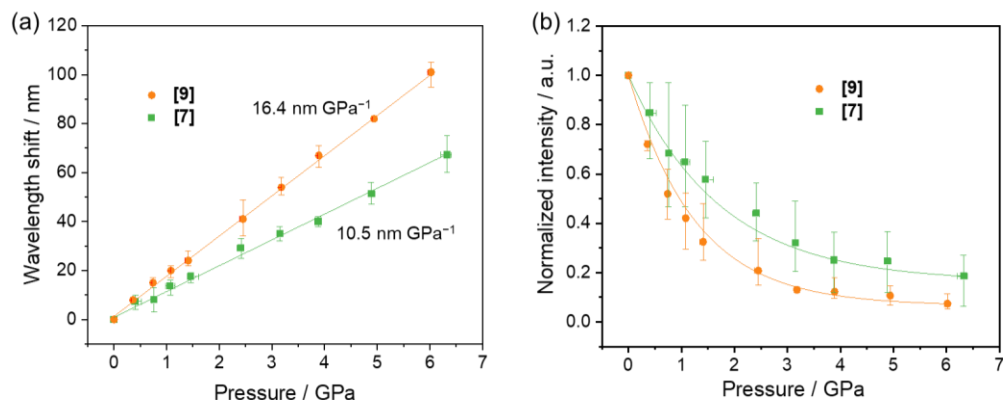 (a)
Wavelength shift / nm
120
100
80
60
40
20
0
[9]
[7]
16.4 nm GPa⁻¹
10.5 nm GPa⁻¹
0 1 2 3 4 5 6 7
Pressure / GPa
(b)
Normalized intensity / a.u.
1.2
1.0
0.8
0.6
0.4
0.2
0.0
[9]
[7]
0 1 2 3 4 5 6 7
Pressure / GPa